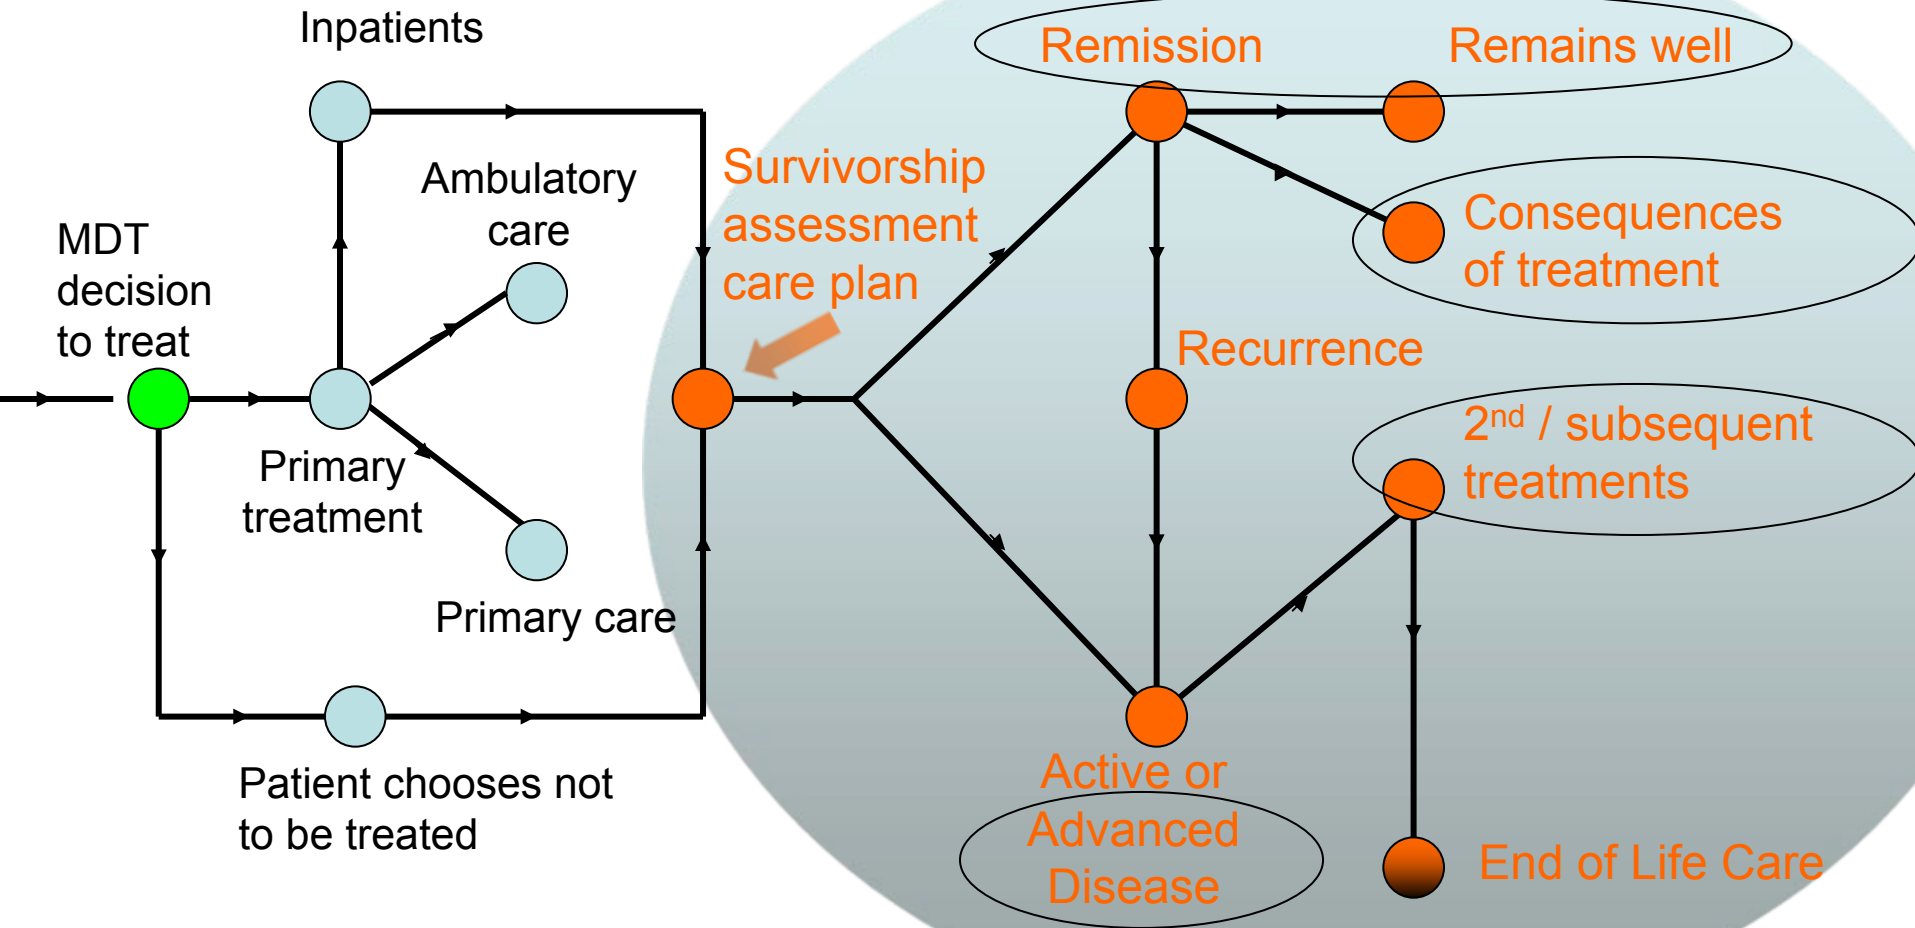 Inpatients
Ambulatory
care
MDT
decision
to treat
Primary
treatment
Primary care
Patient chooses not
to be treated
Survivorship
assessment
care plan
Remission
Remains well
Consequences
of treatment
Recurrence
2nd / subsequent
treatments
Active or
Advanced
Disease
End of Life Care